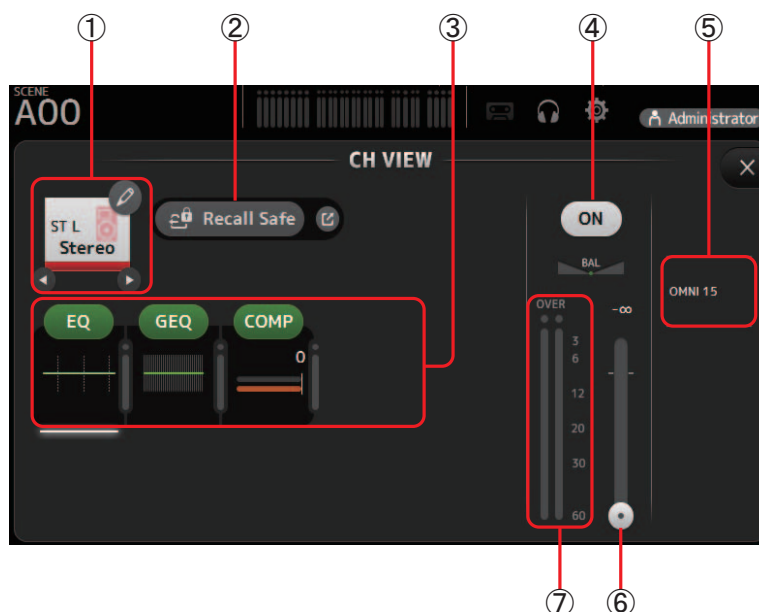 ① ② ③ ④ ⑤
SCENE
A00
Administrator
CH VIEW
ST L
Stereo
Recall Safe
ON
BAL
OMNI 15
EQ
GEQ
COMP
0
OVER
-∞
3
6
12
20
30
60
⑦ ⑥